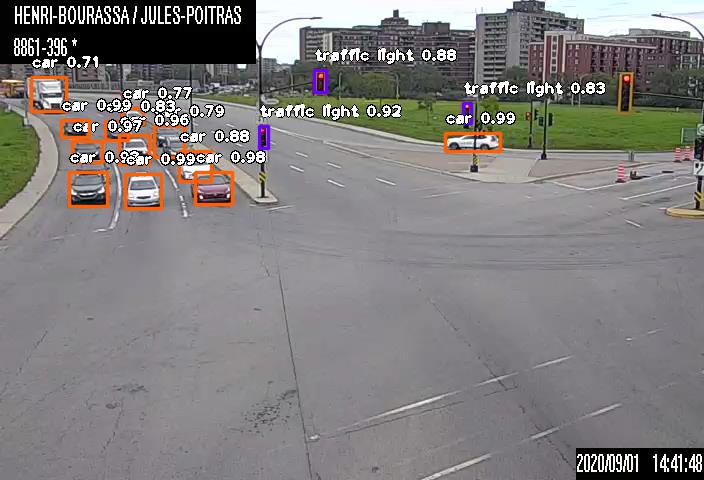 HENRI-BOURASSA / JULES-POITRAS
8861-396 *
car 0.71
traffic light 0.88
traffic light 0.83
car 0.77
car 0.99
0.83
0.79
traffic light 0.92
car 0.97
0.96
car 0.99
car 0.88
car 0.99
car 0.98
2020/09/01 14:41:48